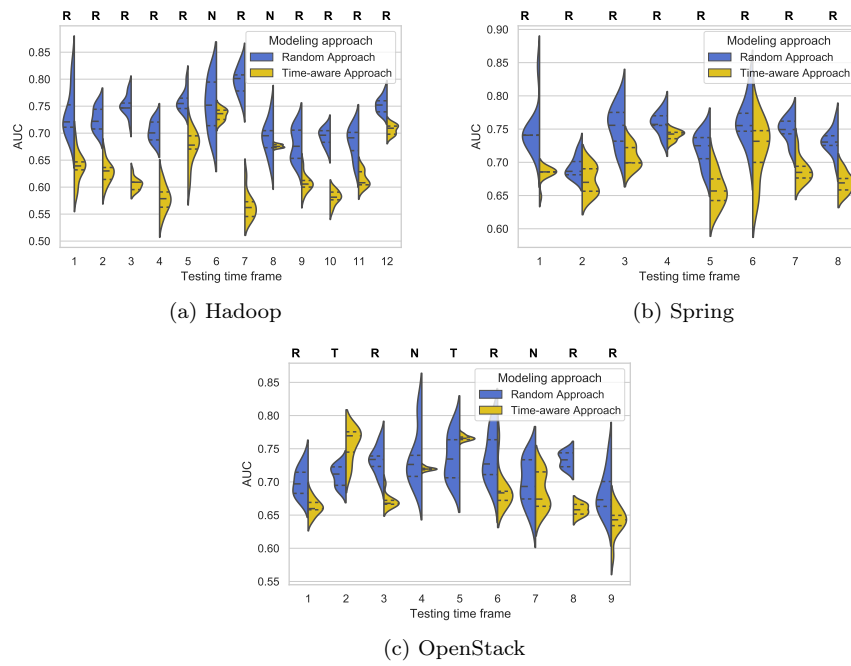 R R R R R N R N R R R R
Modeling approach
Random Approach
Time-aware Approach
0.85
0.80
0.75
0.70
0.65
0.60
0.55
0.50
AUC
1 2 3 4 5 6 7 8 9 10 11 12
Testing time frame
(a) Hadoop
R R R R R R R R
Modeling approach
Random Approach
Time-aware Approach
0.90
0.85
0.80
0.75
0.70
0.65
0.60
AUC
1 2 3 4 5 6 7 8
Testing time frame
(b) Spring
R T R N T R N R R
Modeling approach
Random Approach
Time-aware Approach
0.85
0.80
0.75
0.70
0.65
0.60
0.55
AUC
1 2 3 4 5 6 7 8 9
Testing time frame
(c) OpenStack